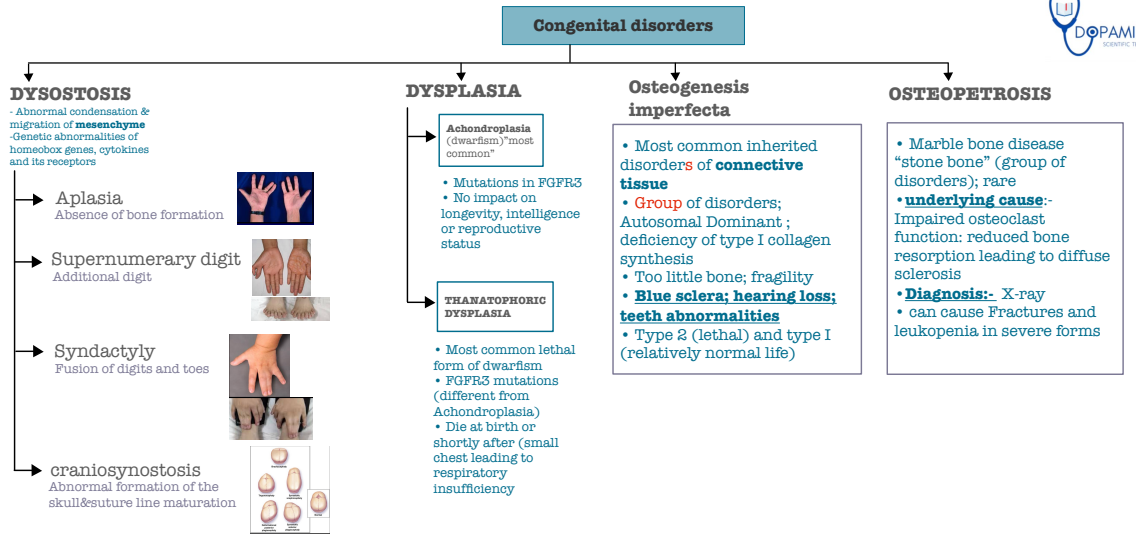 Congenital disorders
DOPAMI
SCIENTIFIC TE
DYSOSTOSIS
- Abnormal condensation &
migration of mesenchyme
-Genetic abnormalities of
homeobox genes, cytokines
and its receptors
Aplasia
Absence of bone formation
Supernumerary digit
Additional digit
Syndactyly
Fusion of digits and toes
craniosynostosis
Abnormal formation of the
skull&suture line maturation
DYSPLASIA
Achondroplasia
(dwarfism)"most
common"
• Mutations in FGFR3
• No impact on
longevity, intelligence
or reproductive
status
THANATOPHORIC
DYSPLASIA
• Most common lethal
form of dwarfism
• FGFR3 mutations
(different from
Achondroplasia)
• Die at birth or
shortly after (small
chest leading to
respiratory
insufficiency
Osteogenesis
imperfecta
• Most common inherited
disorders of connective
tissue
• Group of disorders;
Autosomal Dominant ;
deficiency of type I collagen
synthesis
• Too little bone; fragility
• Blue sclera; hearing loss;
teeth abnormalities
• Type 2 (lethal) and type I
(relatively normal life)
OSTEOPETROSIS
• Marble bone disease
“stone bone” (group of
disorders); rare
• underlying cause:-
Impaired osteoclast
function: reduced bone
resorption leading to diffuse
sclerosis
• Diagnosis:- X-ray
• can cause Fractures and
leukopenia in severe forms